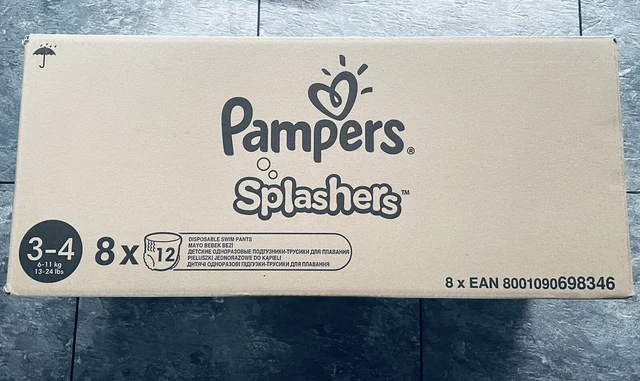 Pampers®
Splashers™
3-4
6-11 kg
13-24 lbs
8 x 12
DISPOSABLE SWIM PANTS
MAYO BEBEK BEZİ
ДЕТСКИЕ ОДНОРАЗОВЫЕ ПОДГУЗНИКИ-ТРУСИКИ ДЛЯ ПЛАВАНИЯ
PIELUSZKI JEDNORAZOWE DO KĄPIELI
ДИТЯЧІ ОДНОРАЗОВІ ПІДГУЗКИ-ТРУСИКИ ДЛЯ ПЛАВАННЯ
8 x EAN 8001090698346